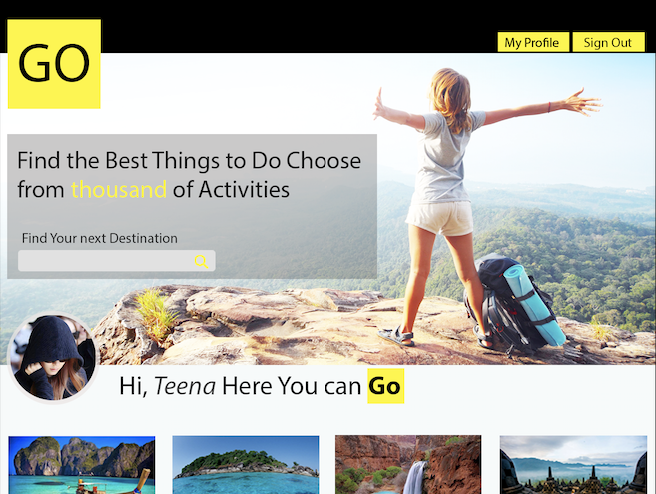 GO
My Profile
Sign Out
Find the Best Things to Do Choose
from thousand of Activities
Find Your next Destination
Hi, Teena Here You can Go